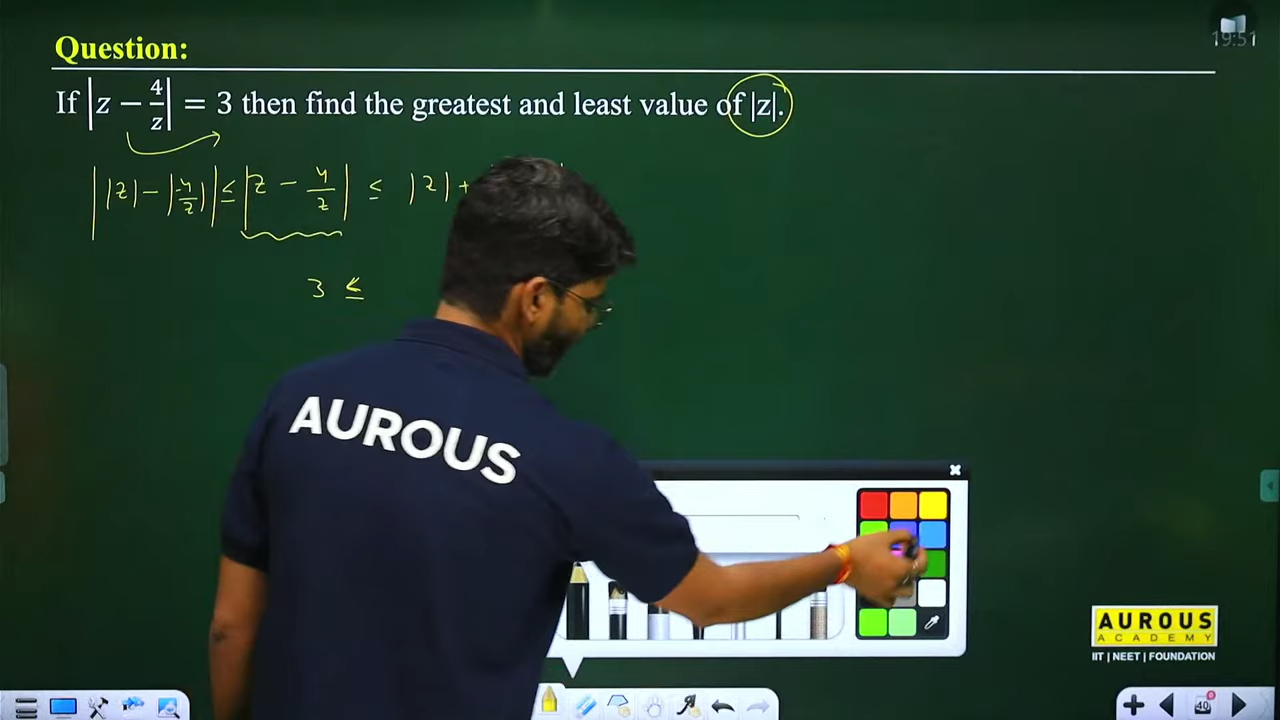 19:51
Question:
If |z − 4/z| = 3 then find the greatest and least value of |z|.
||z| − |4/z|| ≤ |z − 4/z| ≤ |z| +
3 ≤
AUROUS
AUROUS
ACADEMY
IIT | NEET | FOUNDATION
40